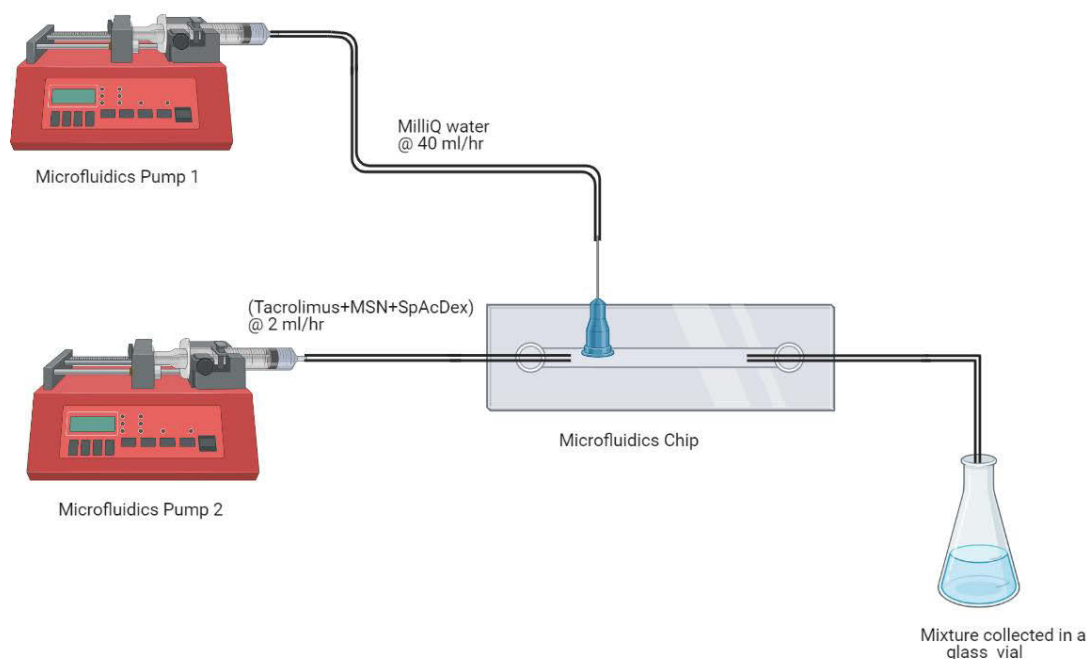 MilliQ water
@ 40 ml/hr
Microfluidics Pump 1
(Tacrolimus+MSN+SpAcDex)
@ 2 ml/hr
Microfluidics Chip
Microfluidics Pump 2
Mixture collected in a
glass vial